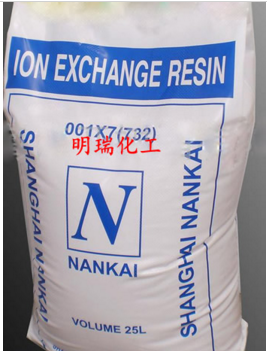 ION EXCHANGE RESIN
001X7(732)
明瑞化工
N
NANKAI
SHANGHAI NANKAI
SHANGHAI NANKAI
VOLUME 25L